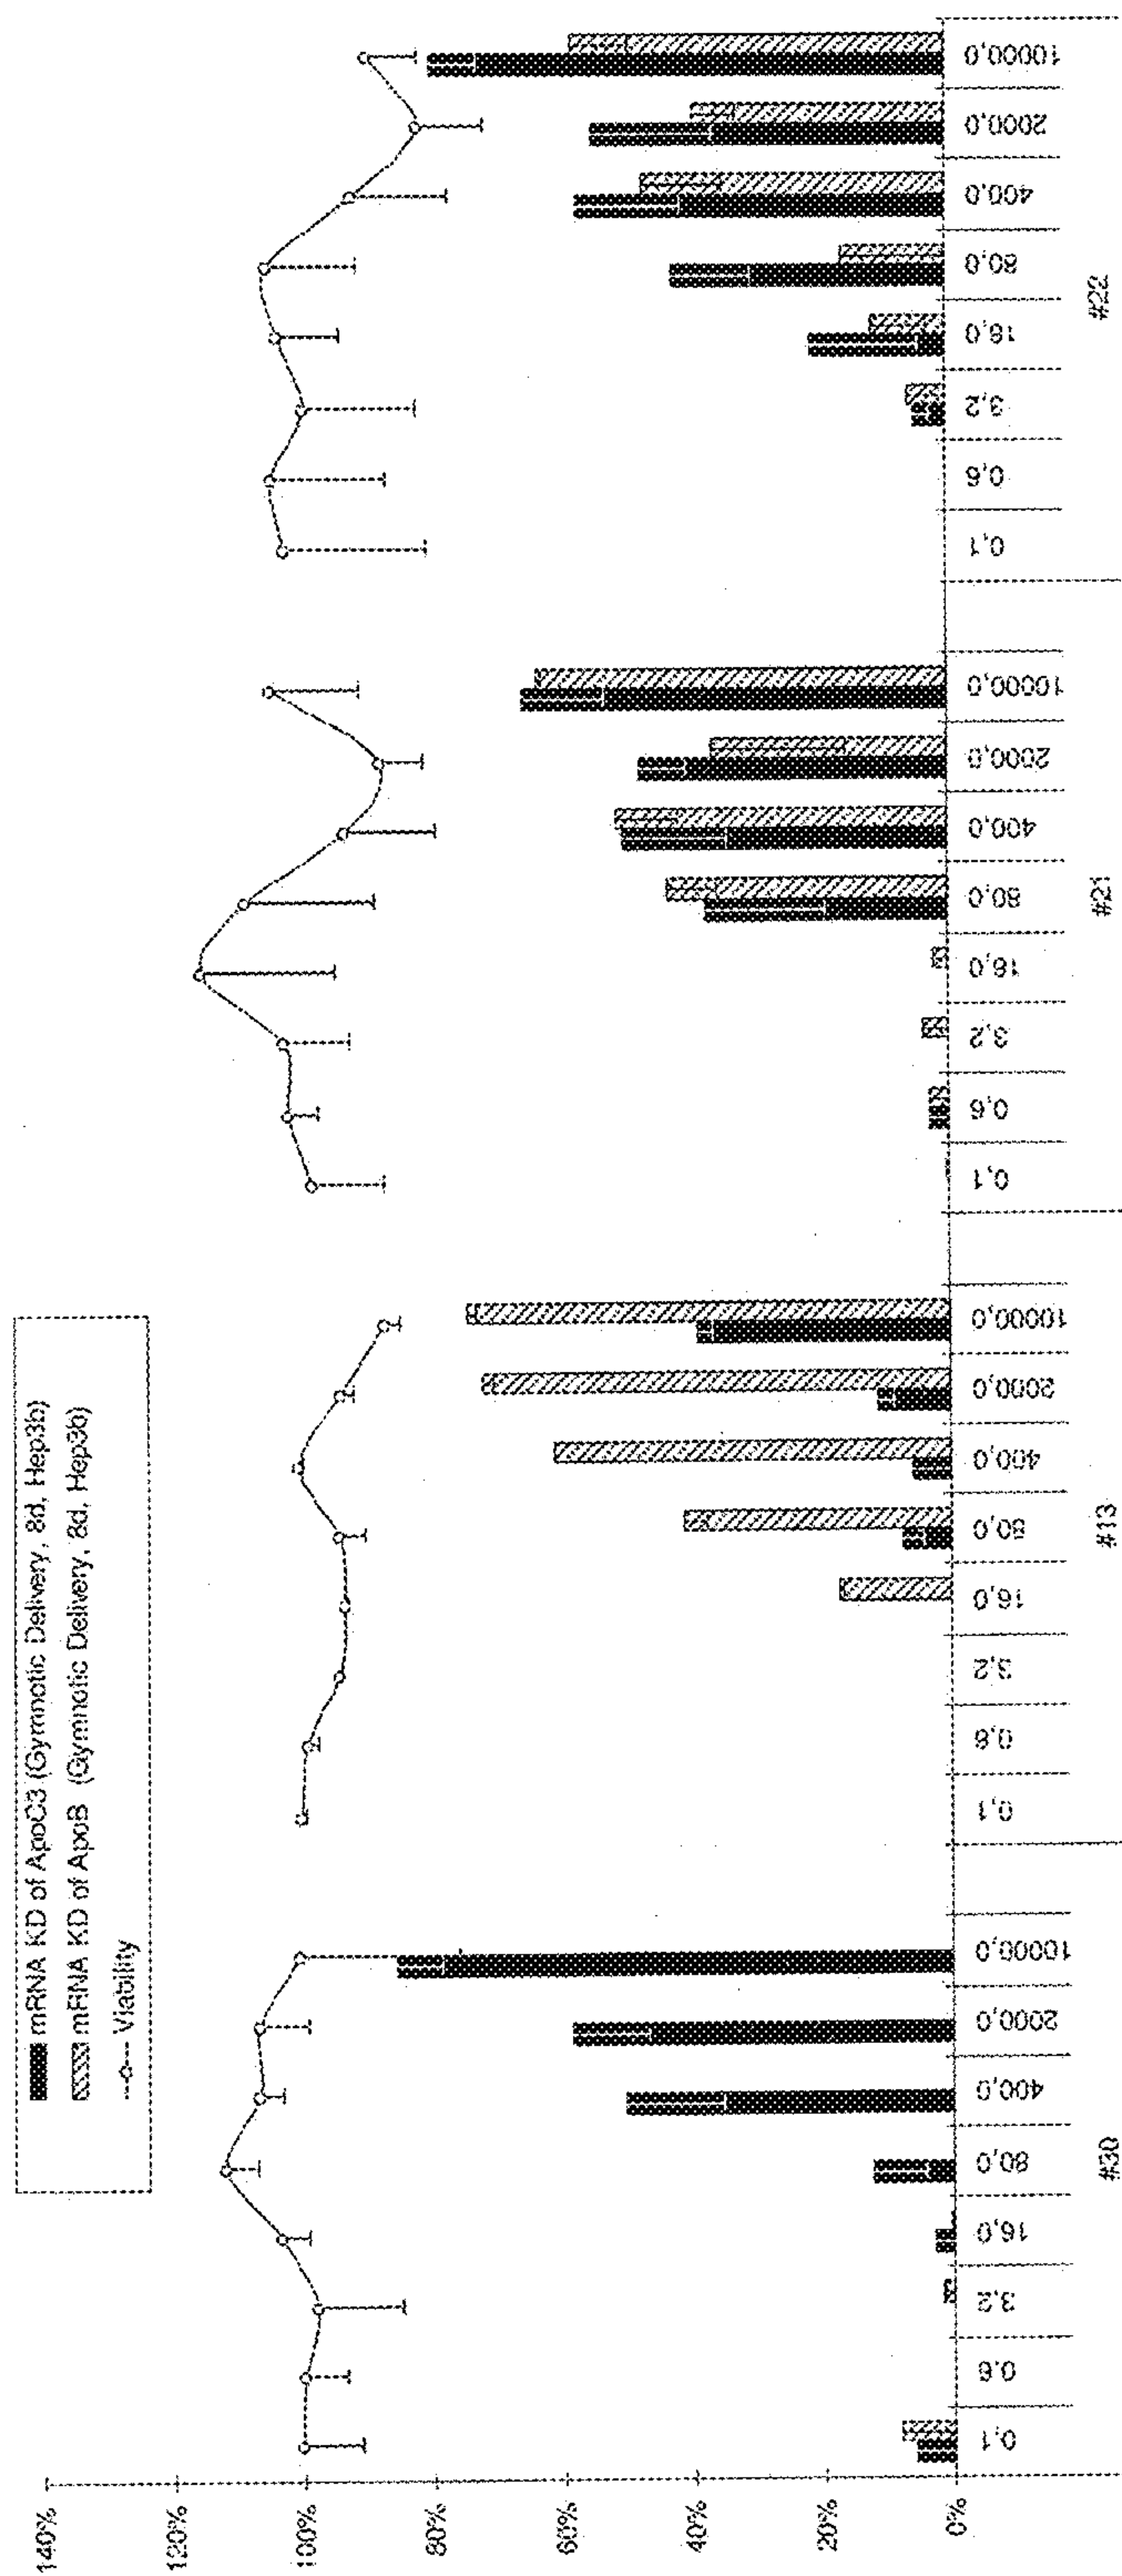 mRNA KD of ApoC3 (Gymnotic Delivery, 8d, Hep3b)
mRNA KD of ApoB (Gymnotic Delivery, 8d, Hep3b)
Viability
140%
120%
100%
80%
60%
40%
20%
0%
0,1 0,6 3,2 16,0 80,0 400,0 2000,0 10000,0
0,1 0,6 3,2 16,0 80,0 400,0 2000,0 10000,0
0,1 0,6 3,2 16,0 80,0 400,0 2000,0 10000,0
0,1 0,6 3,2 16,0 80,0 400,0 2000,0 10000,0
#30 #13 #21 #22